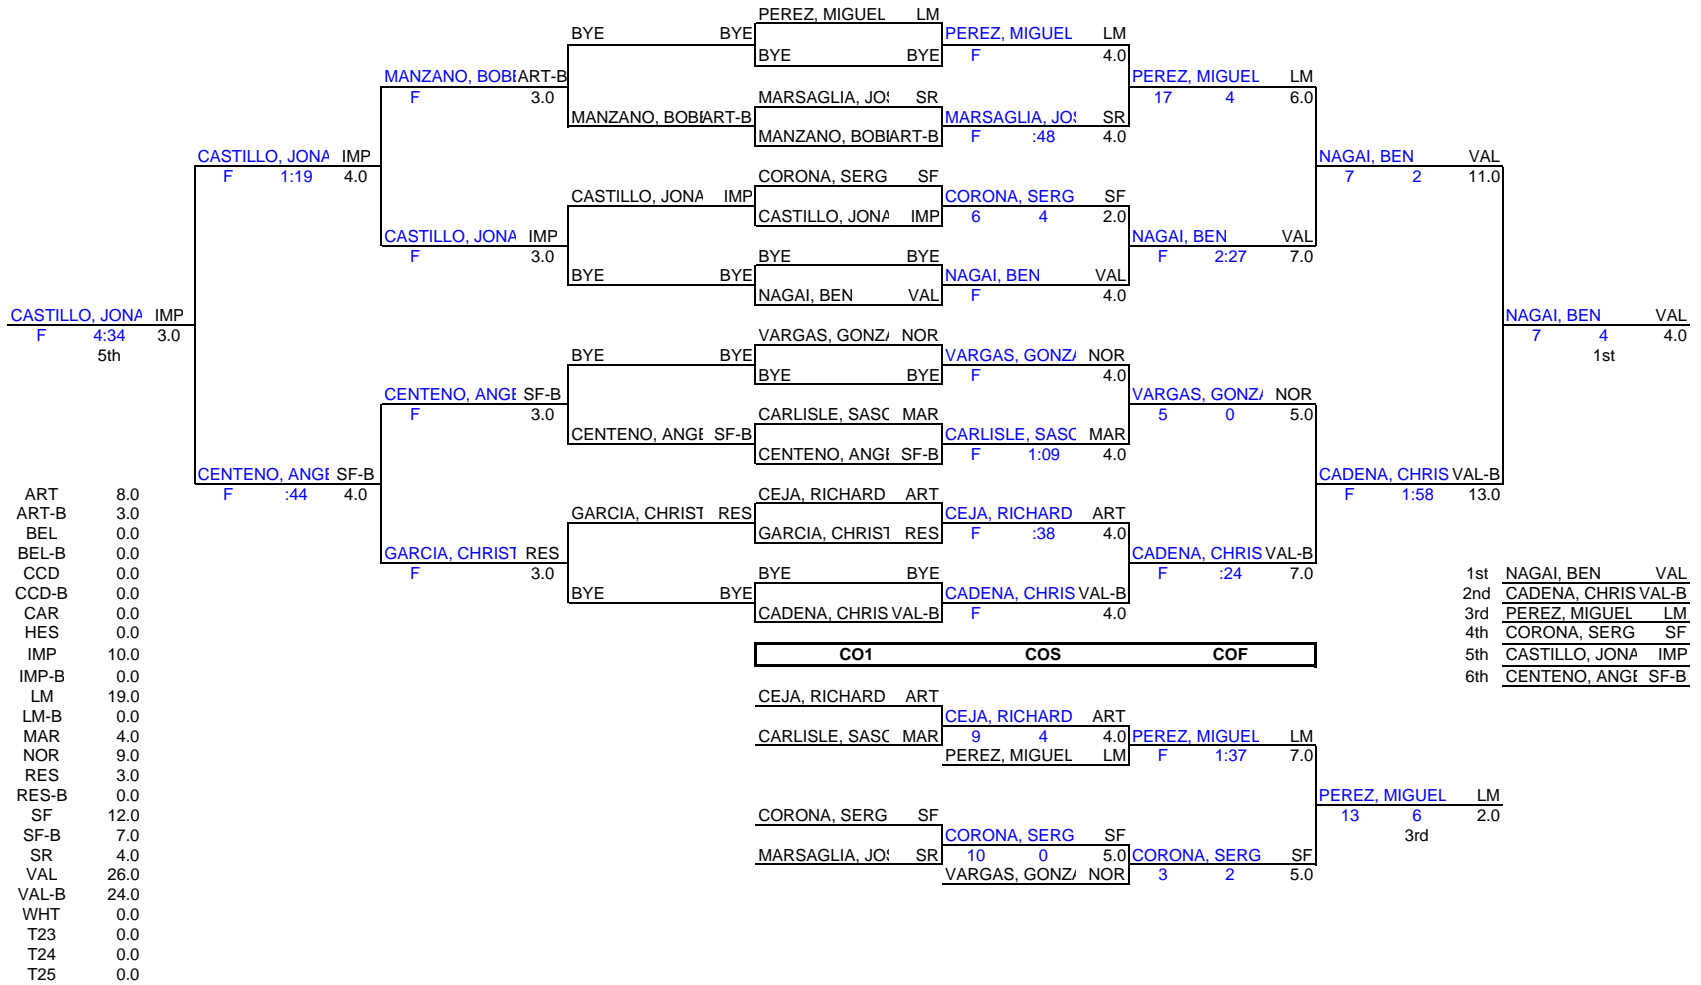 PEREZ, MIGUEL LM
BYE BYE PEREZ, MIGUEL LM
BYE BYE F 4.0
MANZANO, BOBI ART-B PEREZ, MIGUEL LM
F 3.0 MARSAGLIA, JOS SR 17 4 6.0
MANZANO, BOBI ART-B MARSAGLIA, JOS SR
MANZANO, BOBI ART-B F :48 4.0
CASTILLO, JONA IMP NAGAI, BEN VAL
F 1:19 4.0 CORONA, SERG SF 7 2 11.0
CASTILLO, JONA IMP CORONA, SERG SF
CASTILLO, JONA IMP 6 4 2.0
CASTILLO, JONA IMP NAGAI, BEN VAL
F 3.0 BYE BYE F 2:27 7.0
BYE BYE NAGAI, BEN VAL
NAGAI, BEN VAL F 4.0
CASTILLO, JONA IMP NAGAI, BEN VAL
F 4:34 3.0 VARGAS, GONZA NOR 7 4 4.0
5th BYE BYE VARGAS, GONZA NOR 1st
BYE BYE F 4.0
CENTENO, ANGE SF-B VARGAS, GONZA NOR
F 3.0 CARLISLE, SASC MAR 5 0 5.0
CENTENO, ANGE SF-B CARLISLE, SASC MAR
CENTENO, ANGE SF-B F 1:09 4.0
CENTENO, ANGE SF-B CADENA, CHRIS VAL-B
ART 8.0 F :44 4.0 CEJA, RICHARD ART F 1:58 13.0
ART-B 3.0 GARCIA, CHRIST RES CEJA, RICHARD ART
BEL 0.0 GARCIA, CHRIST RES F :38 4.0
BEL-B 0.0 GARCIA, CHRIST RES CADENA, CHRIS VAL-B
CCD 0.0 F 3.0 BYE BYE F :24 7.0 1st NAGAI, BEN VAL
CCD-B 0.0 BYE BYE CADENA, CHRIS VAL-B 2nd CADENA, CHRIS VAL-B
CAR 0.0 CADENA, CHRIS VAL-B F 4.0 3rd PEREZ, MIGUEL LM
HES 0.0 4th CORONA, SERG SF
IMP 10.0 CO1 COS COF 5th CASTILLO, JONA IMP
IMP-B 0.0 6th CENTENO, ANGE SF-B
LM 19.0 CEJA, RICHARD ART
LM-B 0.0 CEJA, RICHARD ART
MAR 4.0 CARLISLE, SASC MAR 9 4 4.0 PEREZ, MIGUEL LM
NOR 9.0 PEREZ, MIGUEL LM F 1:37 7.0
RES 3.0
RES-B 0.0 PEREZ, MIGUEL LM
SF 12.0 CORONA, SERG SF 13 6 2.0
SF-B 7.0 CORONA, SERG SF 3rd
SR 4.0 MARSAGLIA, JOS SR 10 0 5.0 CORONA, SERG SF
VAL 26.0 VARGAS, GONZA NOR 3 2 5.0
VAL-B 24.0
WHT 0.0
T23 0.0
T24 0.0
T25 0.0